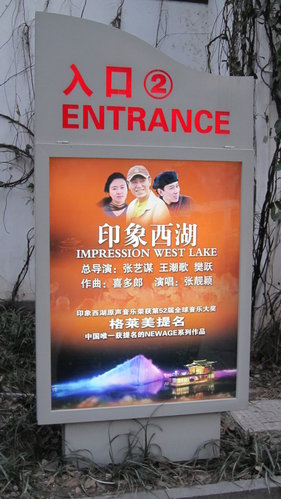 入口②
ENTRANCE
印象西湖
IMPRESSION WEST LAKE
总导演：张艺谋 王潮歌 樊跃
作曲：喜多郎 演唱：张靓颖
印象西湖原声音乐荣获第52届全球音乐大奖
格莱美提名
中国唯一获提名的NEWAGE系列作品